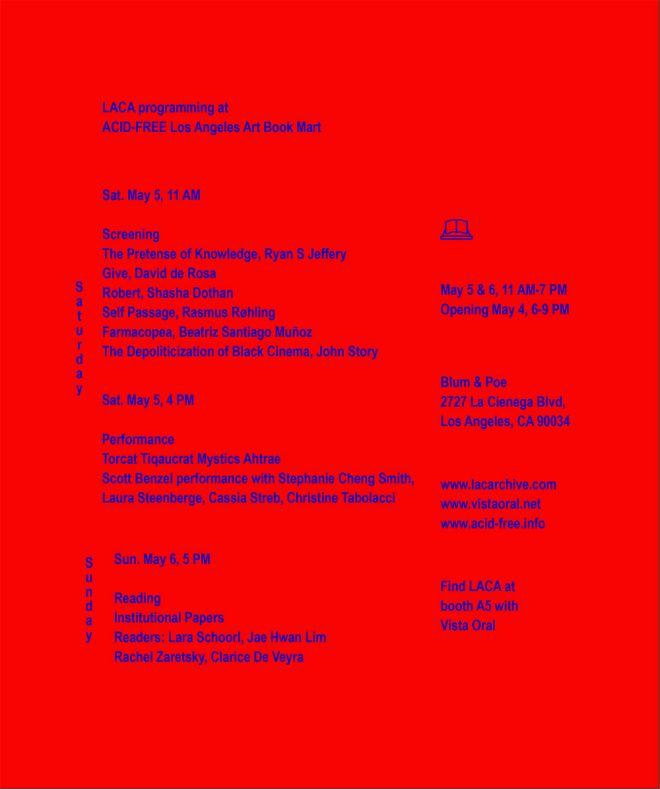 LACA programming at
ACID-FREE Los Angeles Art Book Mart
Saturday
Sat. May 5, 11 AM
Screening
The Pretense of Knowledge, Ryan S Jeffery
Give, David de Rosa
Robert, Shasha Dothan
Self Passage, Rasmus Røhling
Farmacopea, Beatriz Santiago Muñoz
The Depoliticization of Black Cinema, John Story
Sat. May 5, 4 PM
Performance
Torcat Tiqaucrat Mystics Ahtrae
Scott Benzel performance with Stephanie Cheng Smith,
Laura Steenberge, Cassia Streb, Christine Tabolacci
Sunday
Sun. May 6, 5 PM
Reading
Institutional Papers
Readers: Lara Schoorl, Jae Hwan Lim
Rachel Zaretsky, Clarice De Veyra
May 5 & 6, 11 AM-7 PM
Opening May 4, 6-9 PM
Blum & Poe
2727 La Cienega Blvd,
Los Angeles, CA 90034
www.lacarchive.com
www.vistaoral.net
www.acid-free.info
Find LACA at
booth A5 with
Vista Oral